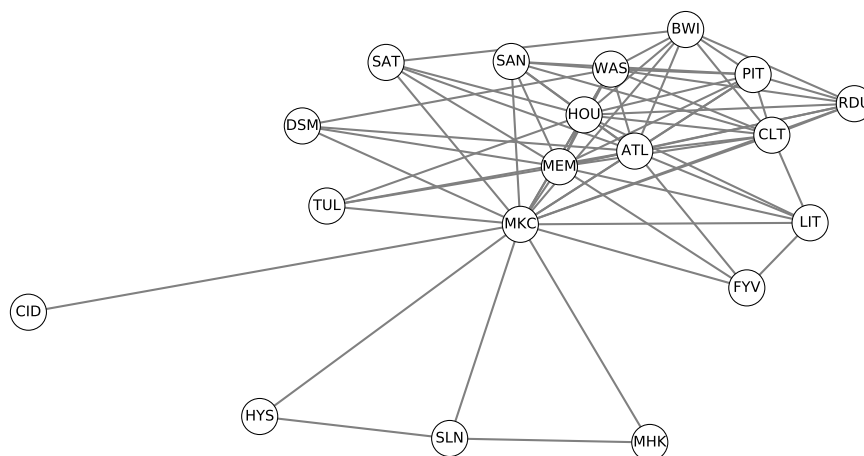 BWI
SAT
SAN
WAS
PIT
RDU
HOU
DSM
CLT
ATL
MEM
TUL
MKC
LIT
FYV
CID
HYS
SLN
MHK